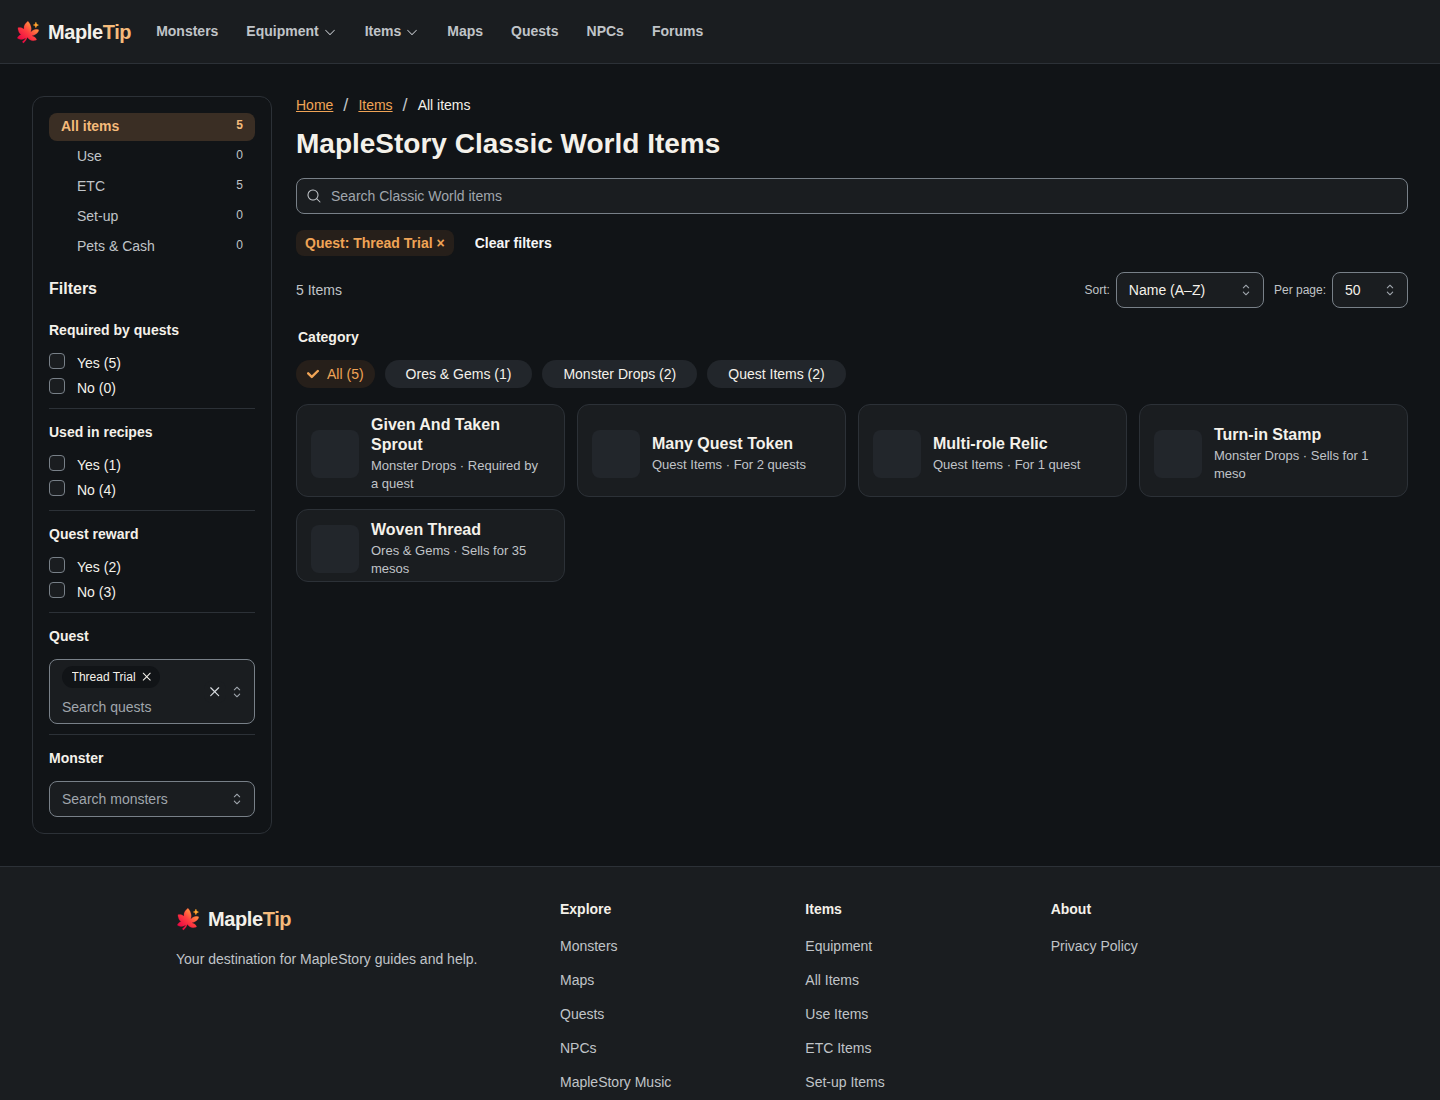 MapleTip Monsters Equipment Items Maps Quests NPCs Forums
All items 5
Use 0
ETC 5
Set-up 0
Pets & Cash 0
Filters
Required by quests
Yes (5)
No (0)
Used in recipes
Yes (1)
No (4)
Quest reward
Yes (2)
No (3)
Quest
Thread Trial
Search quests
Monster
Search monsters
Home / Items / All items
MapleStory Classic World Items
Search Classic World items
Quest: Thread Trial × Clear filters
5 Items Sort: Name (A–Z) Per page: 50
Category
All (5) Ores & Gems (1) Monster Drops (2) Quest Items (2)
Given And Taken
Sprout
Monster Drops · Required by
a quest
Many Quest Token
Quest Items · For 2 quests
Multi-role Relic
Quest Items · For 1 quest
Turn-in Stamp
Monster Drops · Sells for 1
meso
Woven Thread
Ores & Gems · Sells for 35
mesos
MapleTip
Your destination for MapleStory guides and help.
Explore
Monsters
Maps
Quests
NPCs
MapleStory Music
Items
Equipment
All Items
Use Items
ETC Items
Set-up Items
About
Privacy Policy